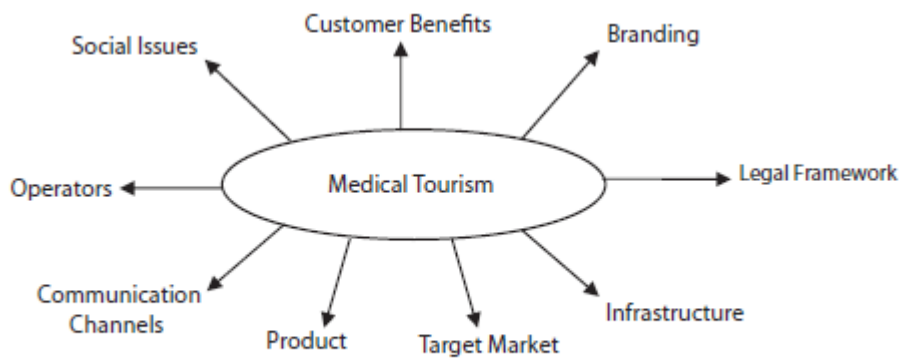 Customer Benefits
Branding
Social Issues
Medical Tourism
Legal Framework
Operators
Communication
Channels
Product
Target Market
Infrastructure